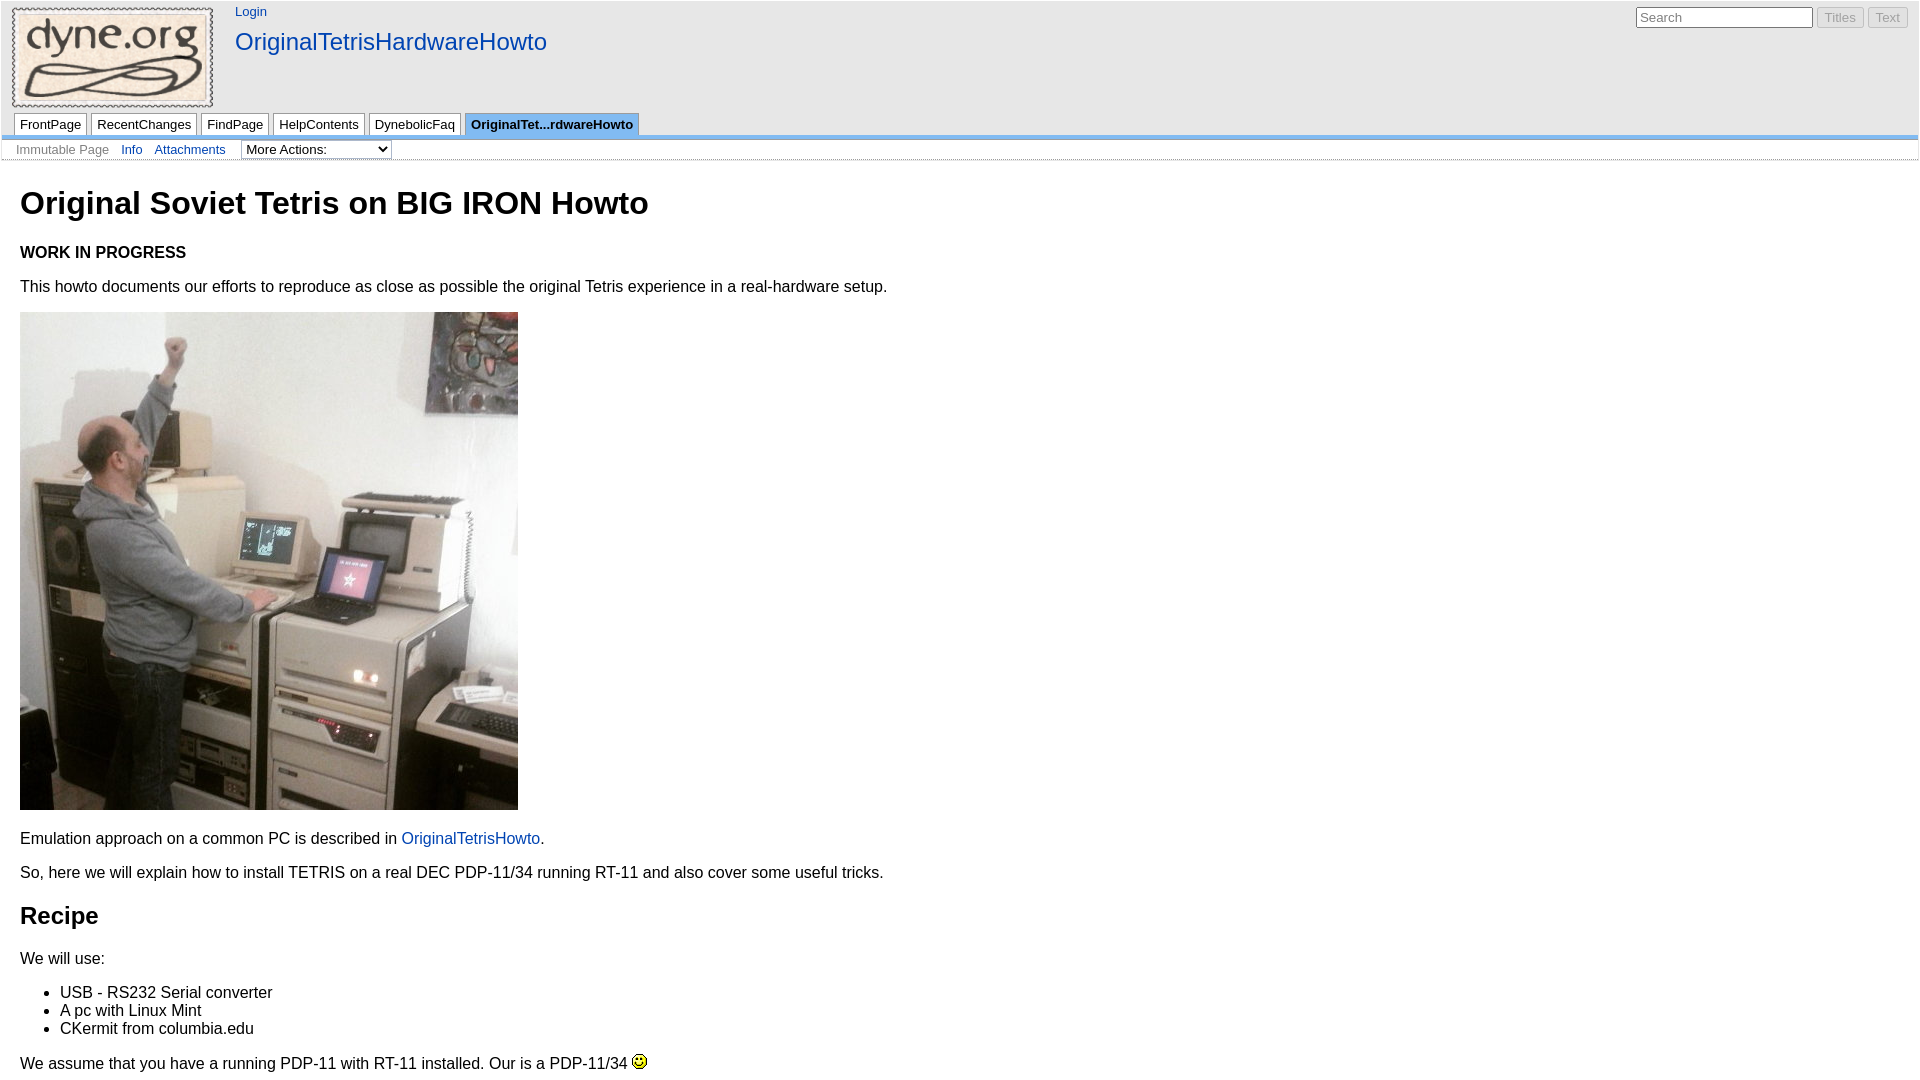 dyne.org
Login
OriginalTetrisHardwareHowto
Search Titles Text
FrontPage RecentChanges FindPage HelpContents DynebolicFaq OriginalTet...rdwareHowto
Immutable Page Info Attachments More Actions:
Original Soviet Tetris on BIG IRON Howto
WORK IN PROGRESS
This howto documents our efforts to reproduce as close as possible the original Tetris experience in a real-hardware setup.
Emulation approach on a common PC is described in OriginalTetrisHowto.
So, here we will explain how to install TETRIS on a real DEC PDP-11/34 running RT-11 and also cover some useful tricks.
Recipe
We will use:
USB - RS232 Serial converter
A pc with Linux Mint
CKermit from columbia.edu
We assume that you have a running PDP-11 with RT-11 installed. Our is a PDP-11/34